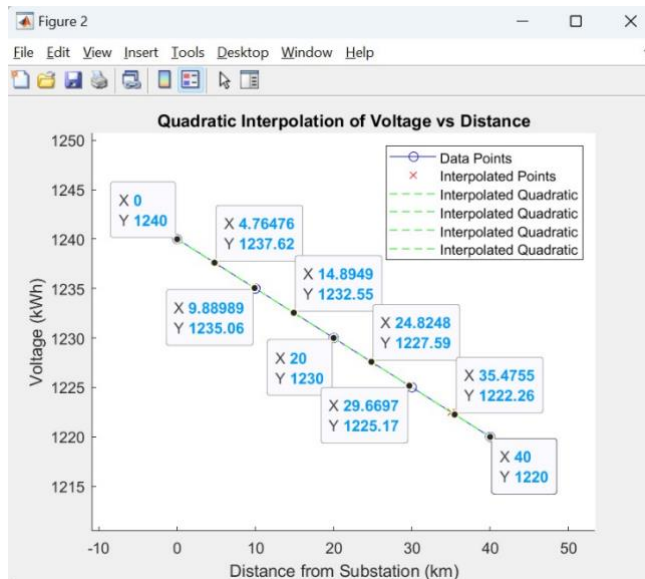 Figure 2
File Edit View Insert Tools Desktop Window Help
Quadratic Interpolation of Voltage vs Distance
1250
1245
1240
1235
1230
1225
1220
1215
Voltage (kWh)
Data Points
Interpolated Points
Interpolated Quadratic
Interpolated Quadratic
Interpolated Quadratic
Interpolated Quadratic
X 0
Y 1240
X 4.76476
Y 1237.62
X 9.88989
Y 1235.06
X 14.8949
Y 1232.55
X 20
Y 1230
X 24.8248
Y 1227.59
X 29.6697
Y 1225.17
X 35.4755
Y 1222.26
X 40
Y 1220
-10 0 10 20 30 40 50
Distance from Substation (km)